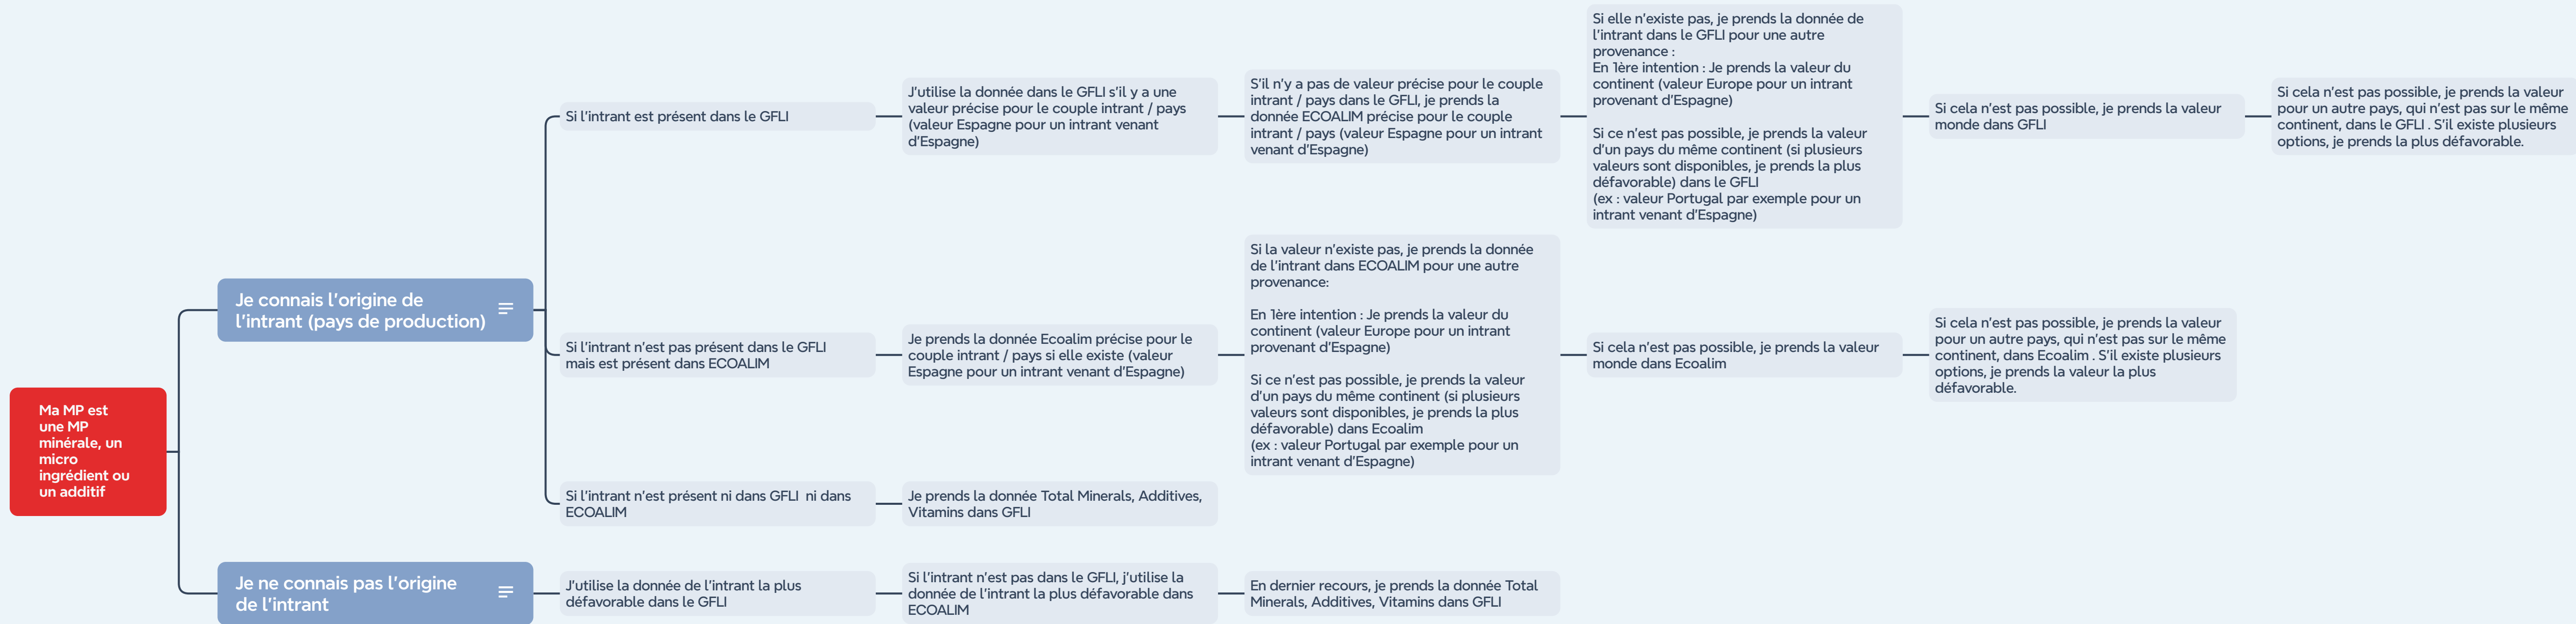 Ma MP est
une MP
minérale, un
micro
ingrédient ou
un additif
Je connais l'origine de
l'intrant (pays de production)
Si l'intrant est présent dans le GFLI
J'utilise la donnée dans le GFLI s'il y a une
valeur précise pour le couple intrant / pays
(valeur Espagne pour un intrant venant
d'Espagne)
S'il n'y a pas de valeur précise pour le couple
intrant / pays dans le GFLI, je prends la
donnée ECOALIM précise pour le couple
intrant / pays (valeur Espagne pour un intrant
venant d'Espagne)
Si elle n'existe pas, je prends la donnée de
l'intrant dans le GFLI pour une autre
provenance :
En 1ère intention : Je prends la valeur du
continent (valeur Europe pour un intrant
provenant d'Espagne)
Si ce n'est pas possible, je prends la valeur
d'un pays du même continent (si plusieurs
valeurs sont disponibles, je prends la plus
défavorable) dans le GFLI
(ex : valeur Portugal par exemple pour un
intrant venant d'Espagne)
Si cela n'est pas possible, je prends la valeur
monde dans GFLI
Si cela n'est pas possible, je prends la valeur
pour un autre pays, qui n'est pas sur le même
continent, dans le GFLI . S'il existe plusieurs
options, je prends la plus défavorable.
Si l'intrant n'est pas présent dans le GFLI
mais est présent dans ECOALIM
Je prends la donnée Ecoalim précise pour le
couple intrant / pays si elle existe (valeur
Espagne pour un intrant venant d'Espagne)
Si la valeur n'existe pas, je prends la donnée
de l'intrant dans ECOALIM pour une autre
provenance:
En 1ère intention : Je prends la valeur du
continent (valeur Europe pour un intrant
provenant d'Espagne)
Si ce n'est pas possible, je prends la valeur
d'un pays du même continent (si plusieurs
valeurs sont disponibles, je prends la plus
défavorable) dans Ecoalim
(ex : valeur Portugal par exemple pour un
intrant venant d'Espagne)
Si cela n'est pas possible, je prends la valeur
monde dans Ecoalim
Si cela n'est pas possible, je prends la valeur
pour un autre pays, qui n'est pas sur le même
continent, dans Ecoalim . S'il existe plusieurs
options, je prends la valeur la plus
défavorable.
Si l'intrant n'est présent ni dans GFLI  ni dans
ECOALIM
Je prends la donnée Total Minerals, Additives,
Vitamins dans GFLI
Je ne connais pas l'origine
de l'intrant
J'utilise la donnée de l'intrant la plus
défavorable dans le GFLI
Si l'intrant n'est pas dans le GFLI, j'utilise la
donnée de l'intrant la plus défavorable dans
ECOALIM
En dernier recours, je prends la donnée Total
Minerals, Additives, Vitamins dans GFLI